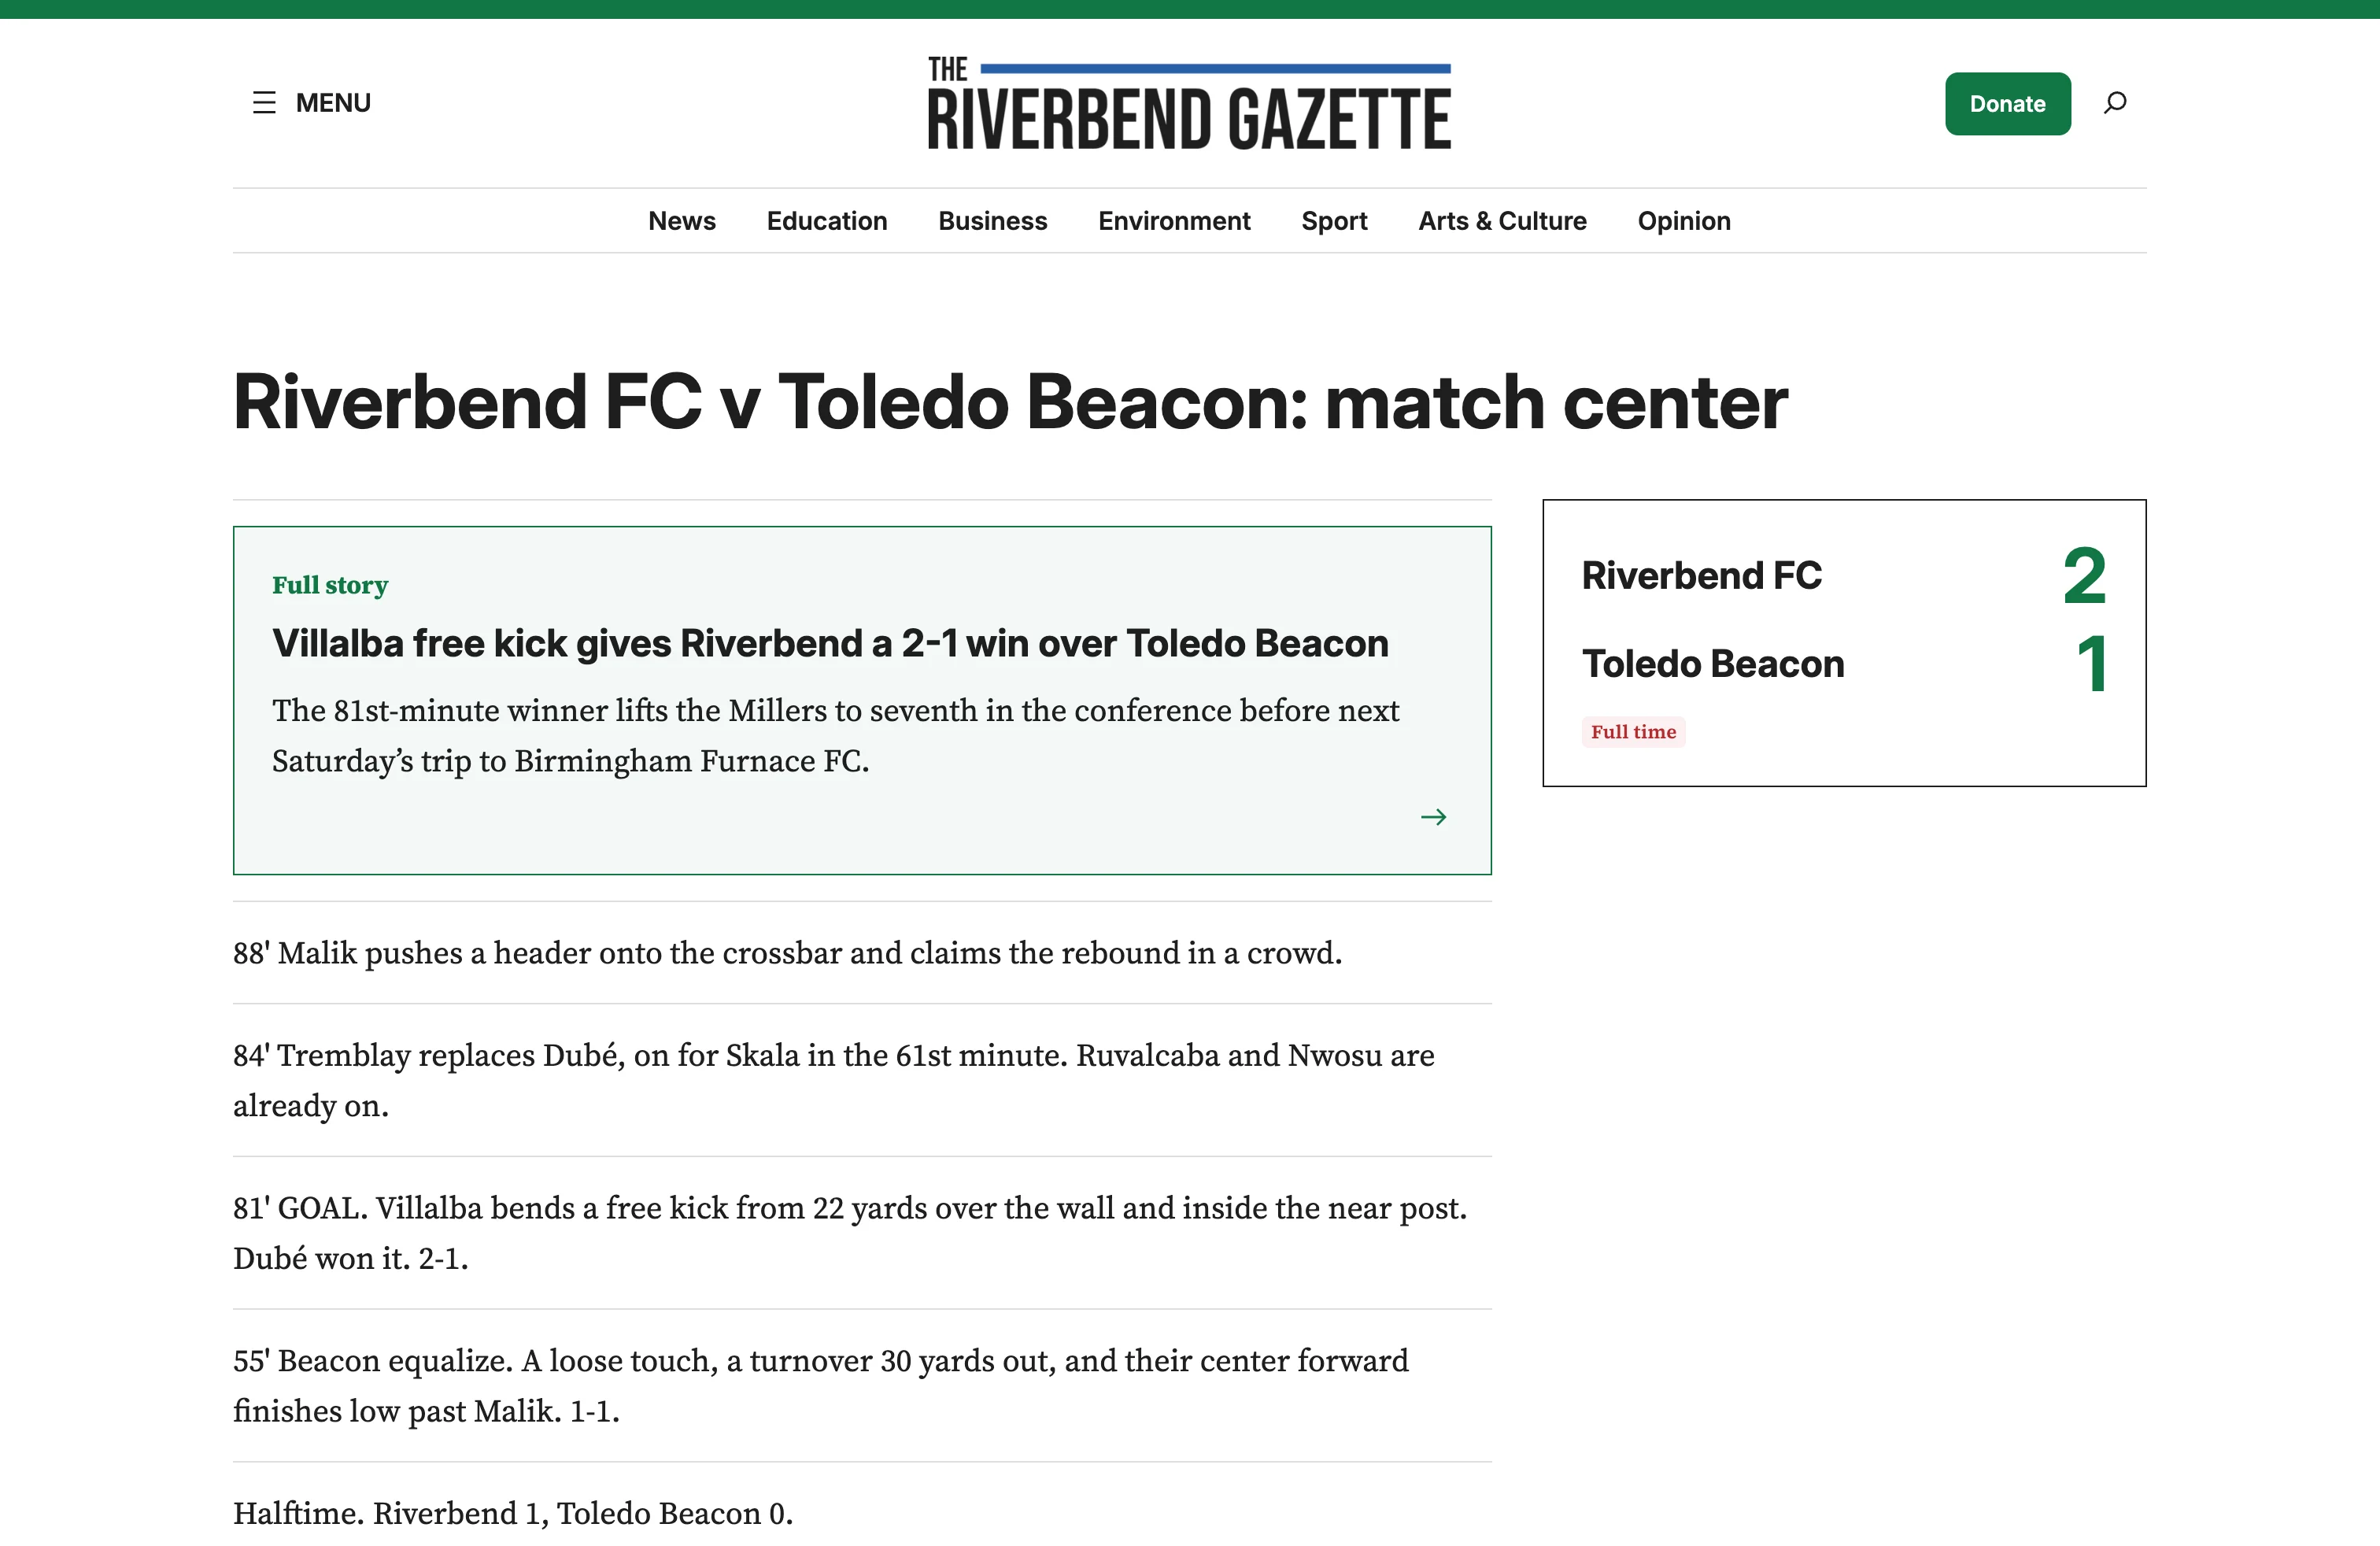 MENU
THE
RIVERBEND GAZETTE
Donate
News Education Business Environment Sport Arts & Culture Opinion
Riverbend FC v Toledo Beacon: match center
Full story
Villalba free kick gives Riverbend a 2-1 win over Toledo Beacon
The 81st-minute winner lifts the Millers to seventh in the conference before next
Saturday’s trip to Birmingham Furnace FC.
Riverbend FC 2
Toledo Beacon 1
Full time
88' Malik pushes a header onto the crossbar and claims the rebound in a crowd.
84' Tremblay replaces Dubé, on for Skala in the 61st minute. Ruvalcaba and Nwosu are
already on.
81' GOAL. Villalba bends a free kick from 22 yards over the wall and inside the near post.
Dubé won it. 2-1.
55' Beacon equalize. A loose touch, a turnover 30 yards out, and their center forward
finishes low past Malik. 1-1.
Halftime. Riverbend 1, Toledo Beacon 0.